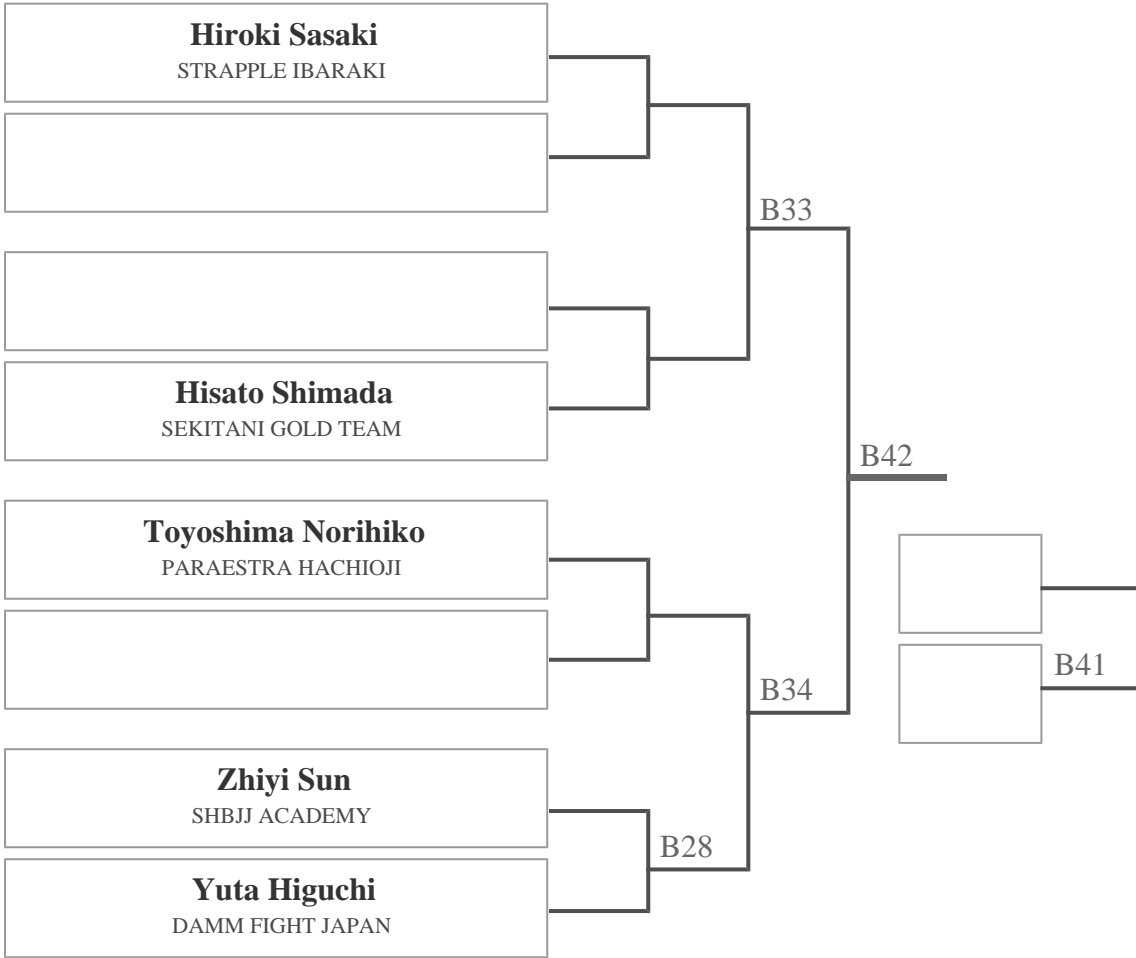 Hiroki Sasaki
STRAPPLE IBARAKI
B33
Hisato Shimada
SEKITANI GOLD TEAM
B42
Toyoshima Norihiko
PARAESTRA HACHIOJI
B41
B34
Zhiyi Sun
SHBJJ ACADEMY
B28
Yuta Higuchi
DAMM FIGHT JAPAN